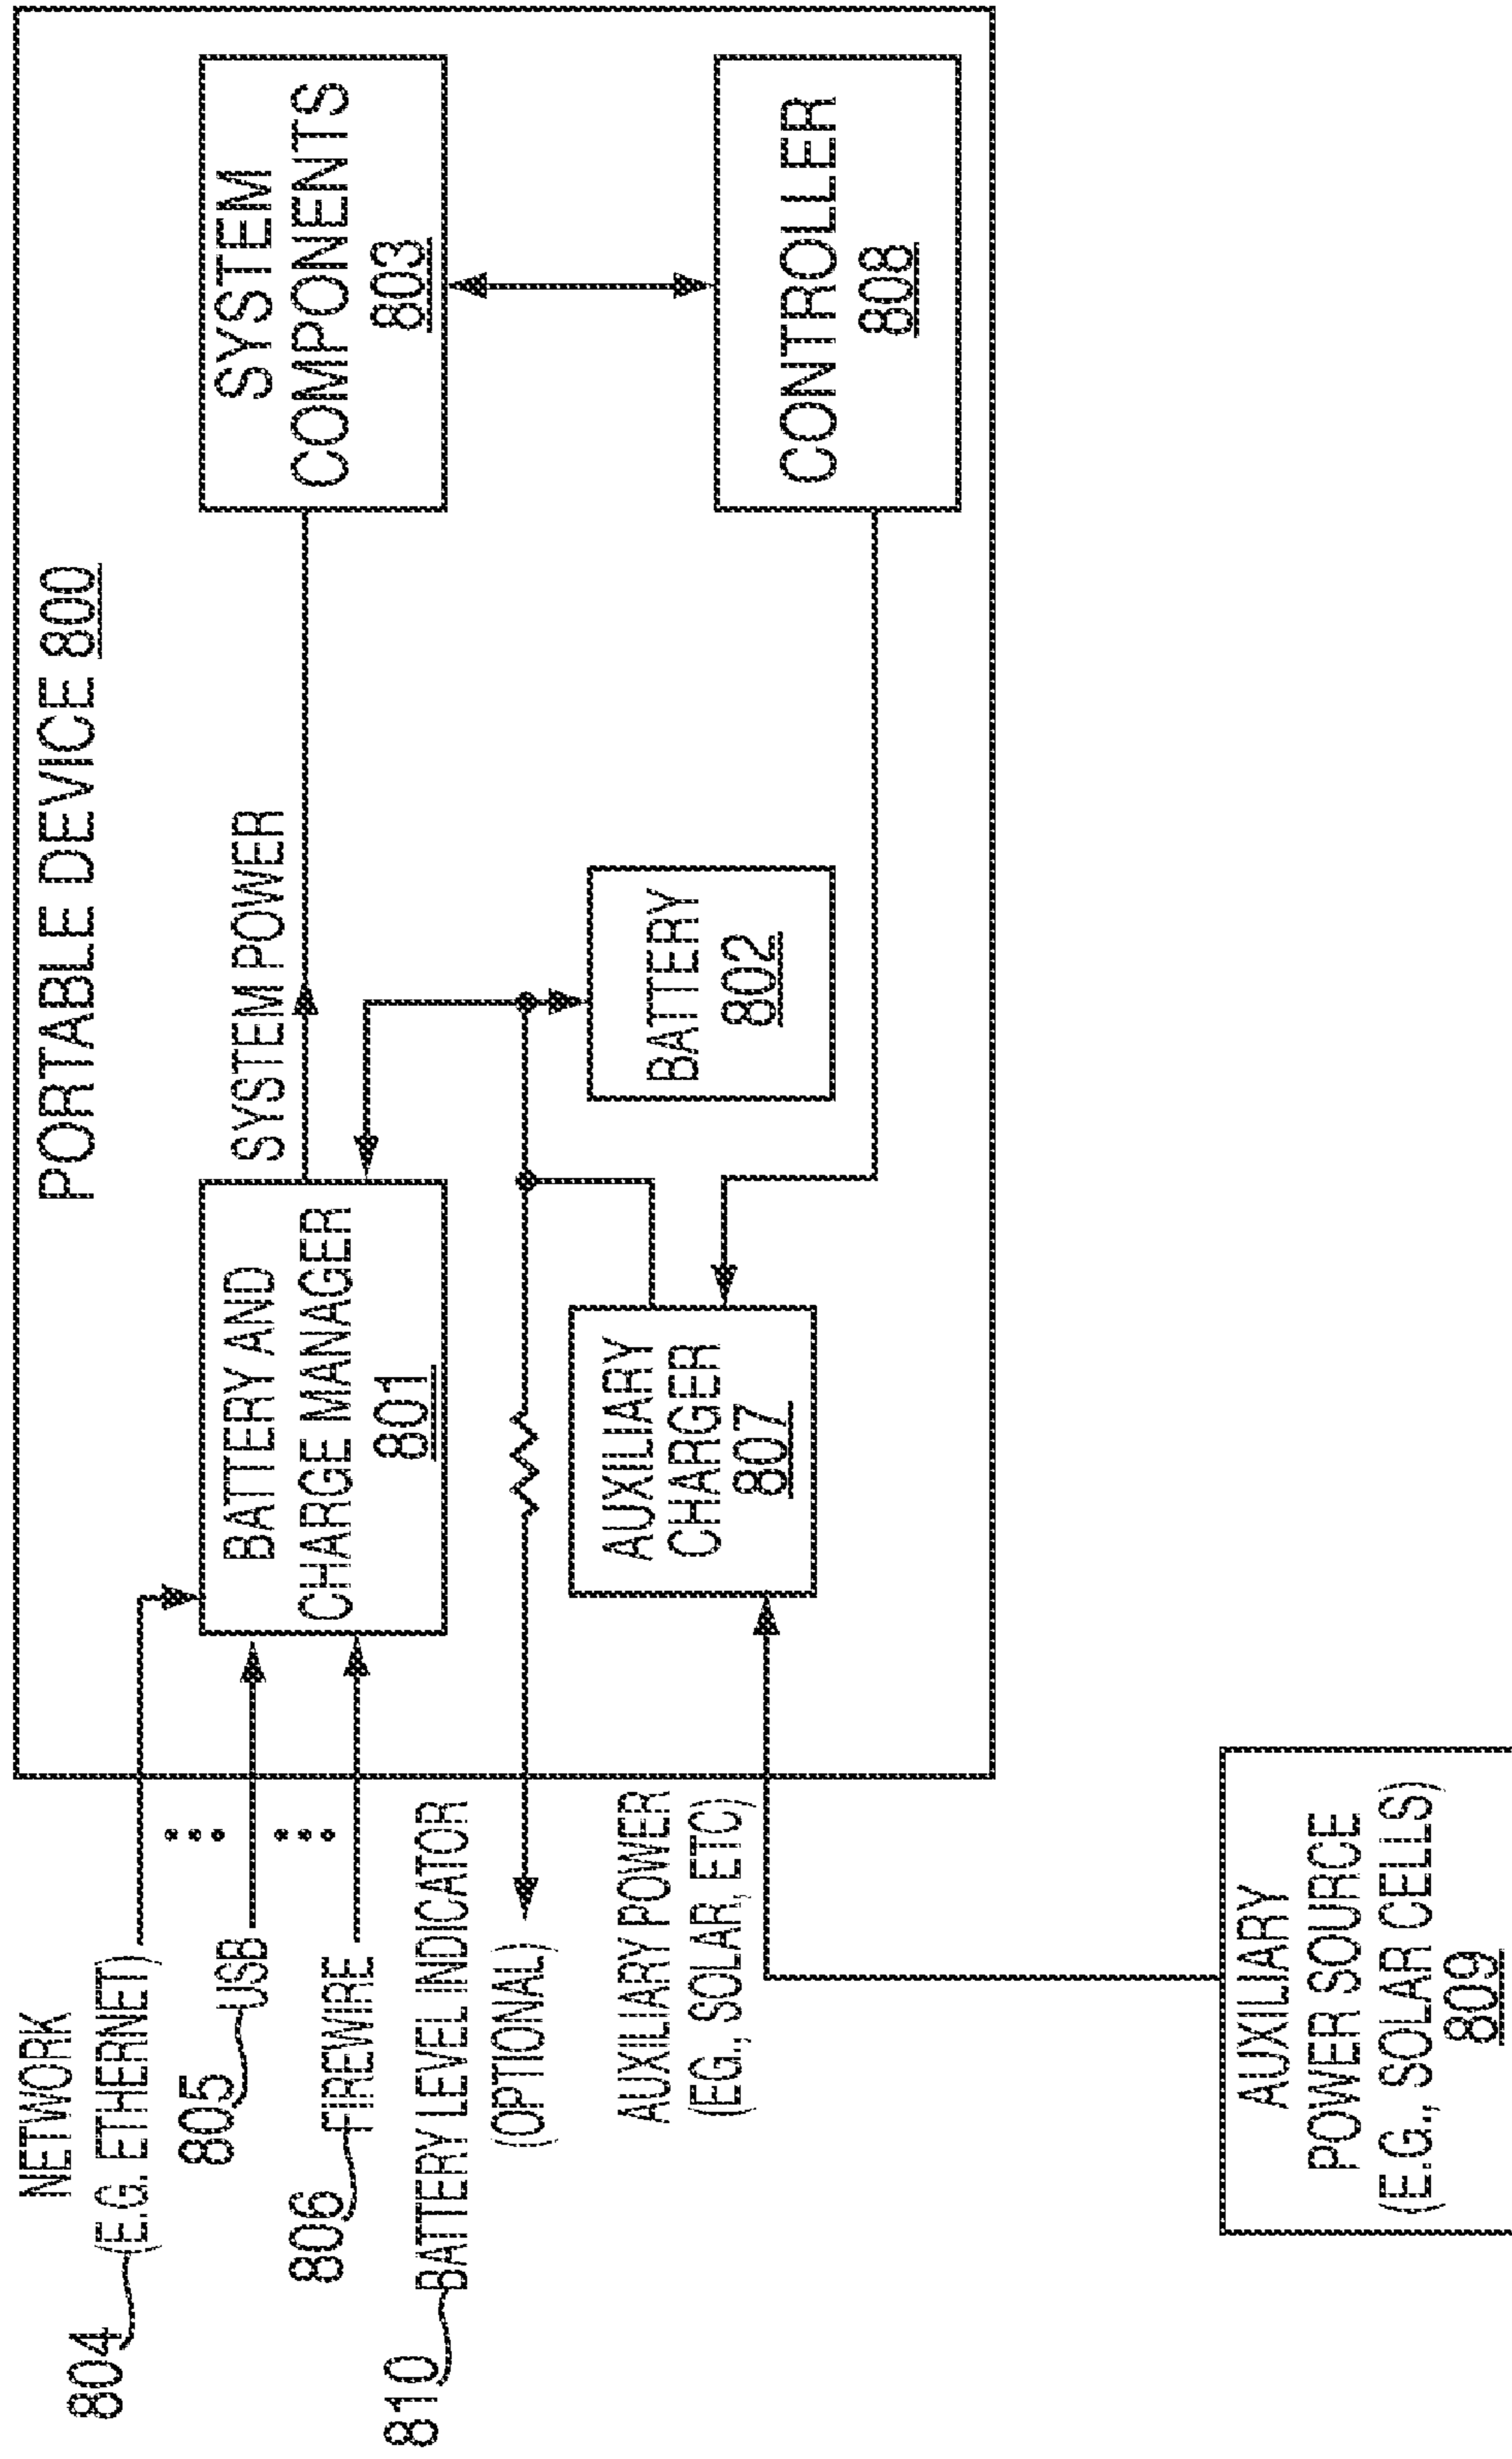 PORTABLE DEVICE 800
NETWORK
(E.G. ETHERNET)
804
805
USB
806
FIREWIRE
810
BATTERY LEVEL INDICATOR
(OPTIONAL)
AUXILIARY POWER
(EG., SOLAR, ETC)
BATTERY AND
CHARGE MANAGER
801
SYSTEM POWER
SYSTEM
COMPONENTS
803
BATTERY
802
AUXILIARY
CHARGER
807
CONTROLLER
808
AUXILIARY
POWER SOURCE
(E.G., SOLAR CELLS)
809